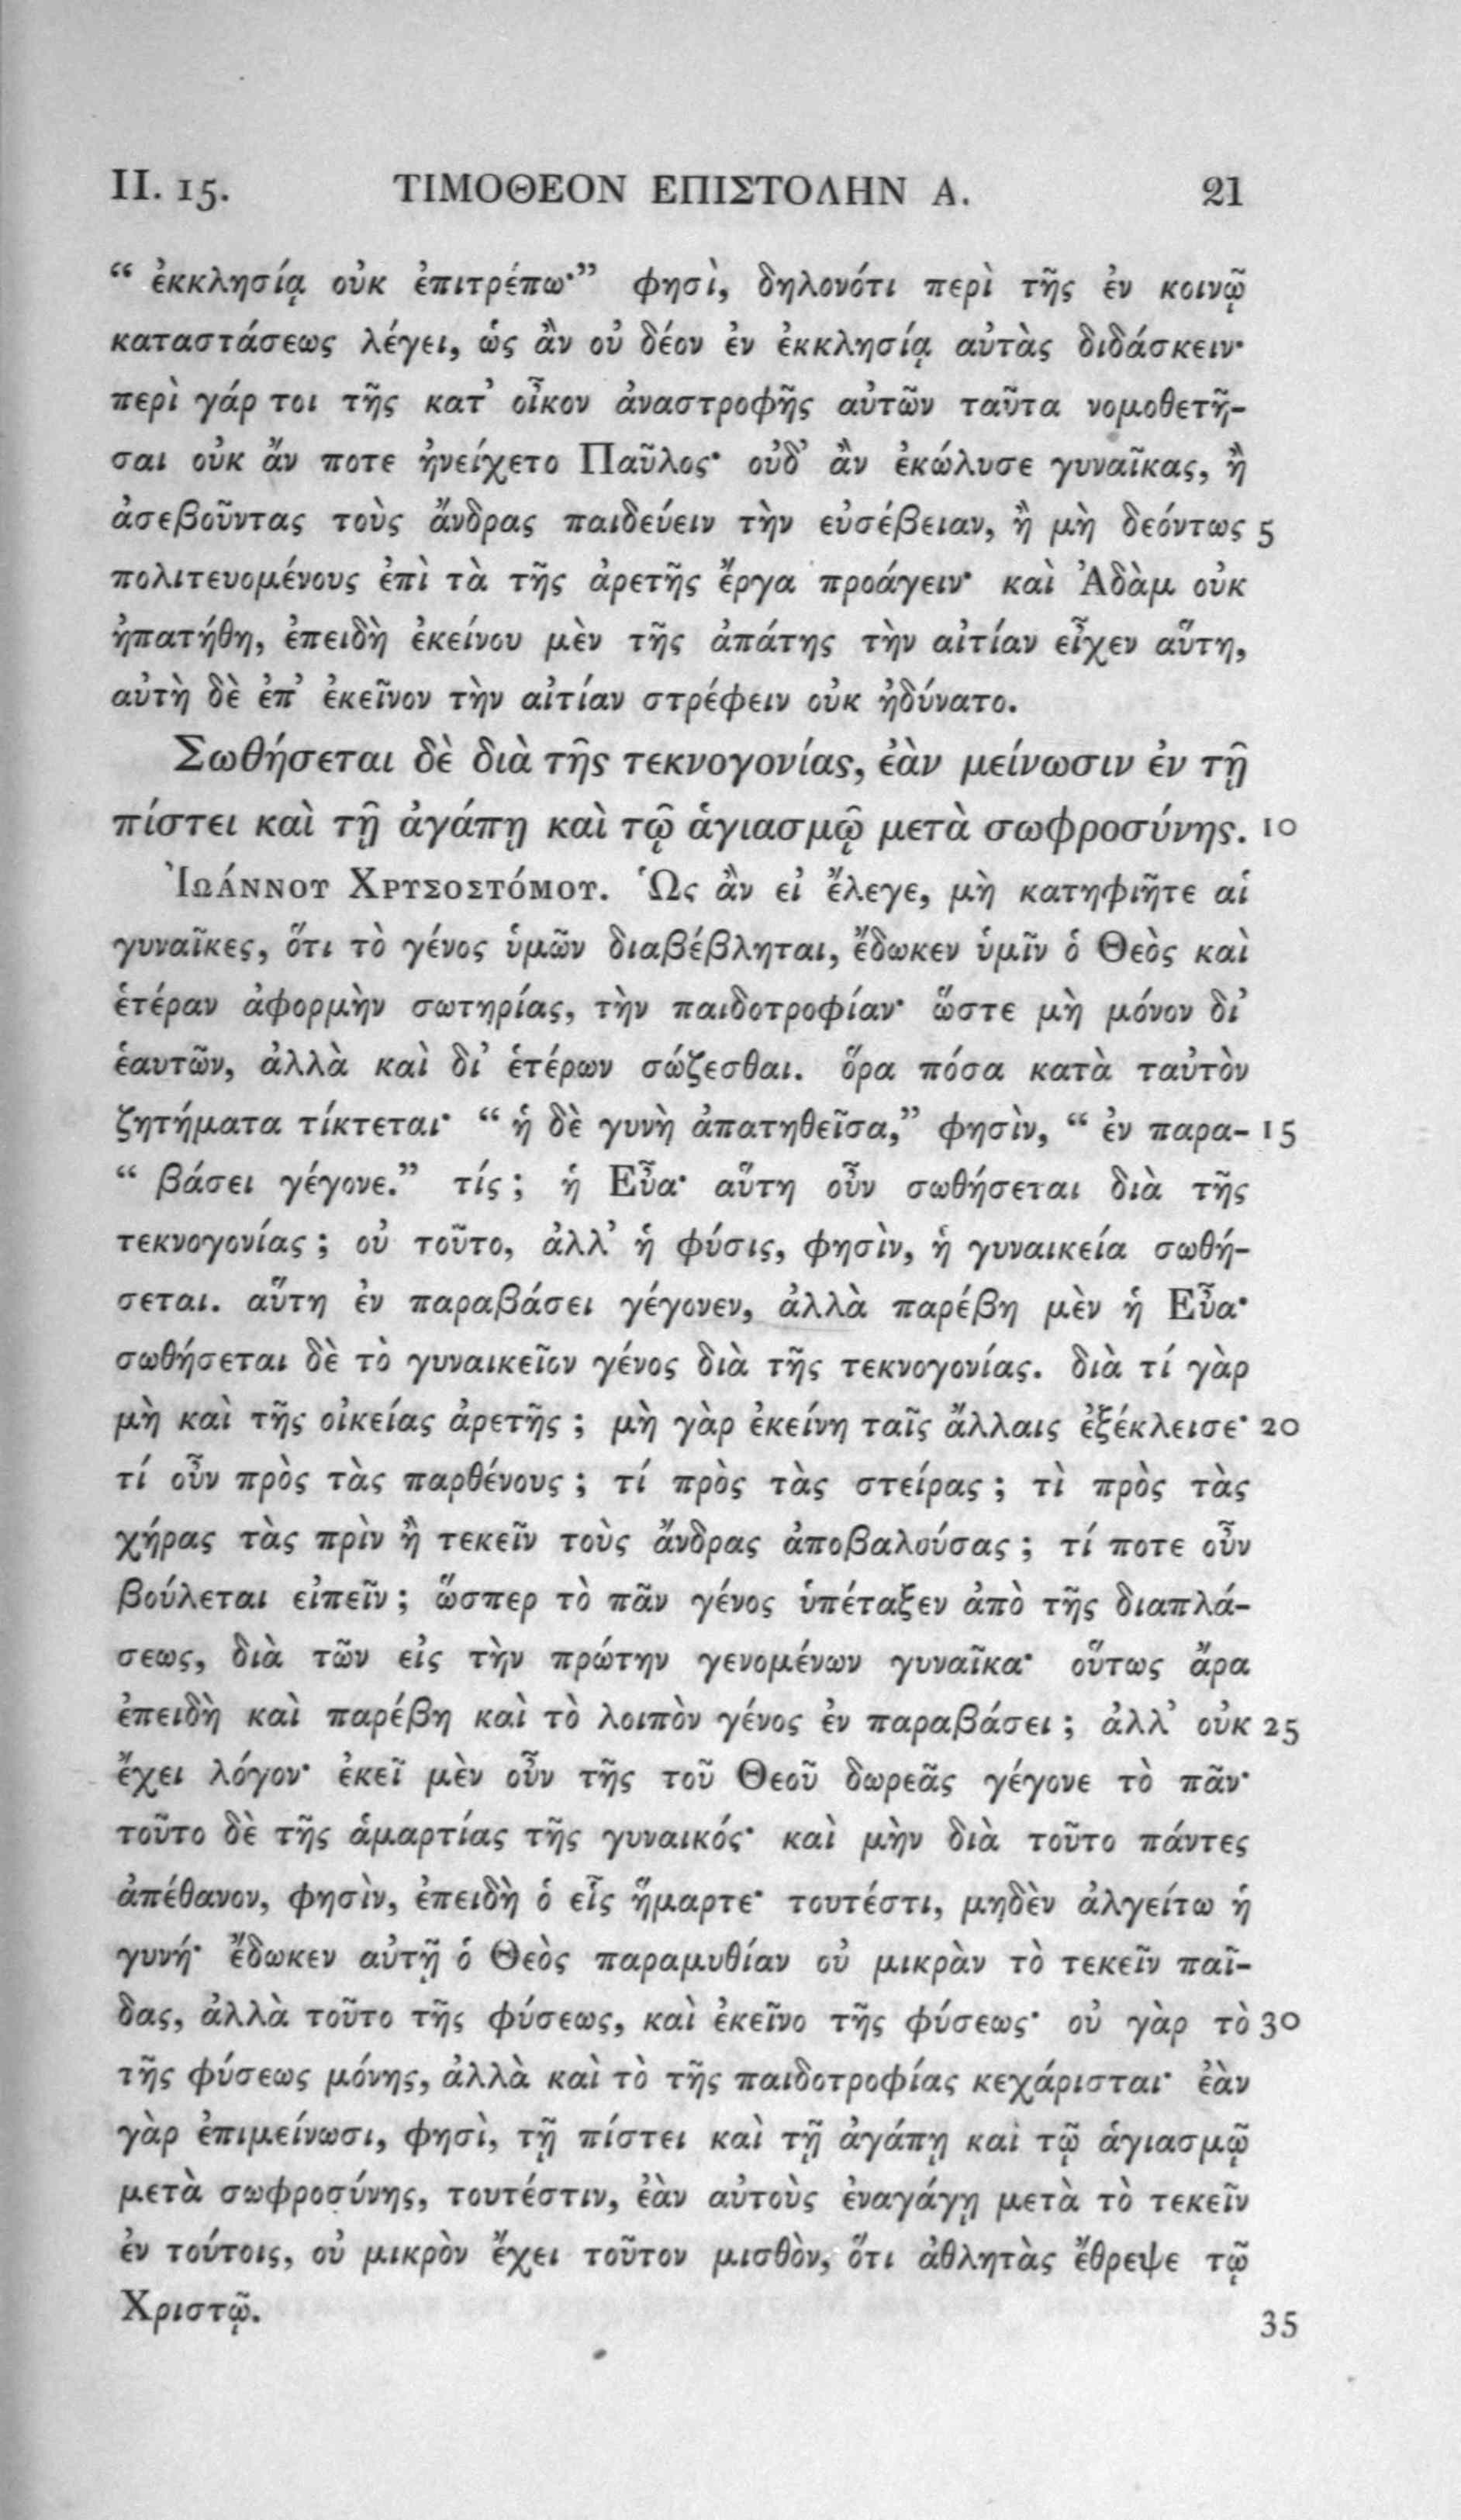 II. 15. ΤΙΜΟΘΕΟΝ ΕΠΙΣΤΟΛΗΝ Α. 21
“ ἐκκλησίᾳ οὐκ ἐπιτρέπω·” φησὶ, δηλονότι περὶ τῆς ἐν κοινῷ
καταστάσεως λέγει, ὡς ἂν οὐ δέον ἐν ἐκκλησίᾳ αὐτὰς διδάσκειν·
περὶ γάρ τοι τῆς κατ’ οἶκον ἀναστροφῆς αὐτῶν ταῦτα νομοθετῆ-
σαι οὐκ ἄν ποτε ἠνείχετο Παῦλος· οὐδ’ ἂν ἐκώλυσε γυναῖκας, ἢ
ἀσεβοῦντας τοὺς ἄνδρας παιδεύειν τὴν εὐσέβειαν, ἢ μὴ δεόντως 5
πολιτευομένους ἐπὶ τὰ τῆς ἀρετῆς ἔργα προάγειν· καὶ Ἀδὰμ οὐκ
ἠπατήθη, ἐπειδὴ ἐκείνου μὲν τῆς ἀπάτης τὴν αἰτίαν εἶχεν αὕτη,
αὐτὴ δὲ ἐπ’ ἐκεῖνον τὴν αἰτίαν στρέφειν οὐκ ἠδύνατο.
Σωθήσεται δὲ διὰ τῆς τεκνογονίας, ἐὰν μείνωσιν ἐν τῇ
πίστει καὶ τῇ ἀγάπῃ καὶ τῷ ἁγιασμῷ μετὰ σωφροσύνης. 10
Ἰωάννου Χρυσοστόμου. Ὡς ἂν εἰ ἔλεγε, μὴ κατηφιῆτε αἱ
γυναῖκες, ὅτι τὸ γένος ὑμῶν διαβέβληται, ἔδωκεν ὑμῖν ὁ Θεὸς καὶ
ἑτέραν ἀφορμὴν σωτηρίας, τὴν παιδοτροφίαν· ὥστε μὴ μόνον δι’
ἑαυτῶν, ἀλλὰ καὶ δι’ ἑτέρων σώζεσθαι. ὅρα πόσα κατὰ ταὐτὸν
ζητήματα τίκτεται· “ ἡ δὲ γυνὴ ἀπατηθεῖσα,” φησὶν, “ ἐν παρα- 15
“ βάσει γέγονε.” τίς ; ἡ Εὖα· αὕτη οὖν σωθήσεται διὰ τῆς
τεκνογονίας ; οὐ τοῦτο, ἀλλ’ ἡ φύσις, φησὶν, ἡ γυναικεία σωθή-
σεται. αὕτη ἐν παραβάσει γέγονεν, ἀλλὰ παρέβη μὲν ἡ Εὖα·
σωθήσεται δὲ τὸ γυναικεῖον γένος διὰ τῆς τεκνογονίας. διὰ τί γὰρ
μὴ καὶ τῆς οἰκείας ἀρετῆς ; μὴ γὰρ ἐκείνη ταῖς ἄλλαις ἐξέκλεισε· 20
τί οὖν πρὸς τὰς παρθένους ; τί πρὸς τὰς στείρας ; τὶ πρὸς τὰς
χήρας τὰς πρὶν ἢ τεκεῖν τοὺς ἄνδρας ἀποβαλούσας ; τί ποτε οὖν
βούλεται εἰπεῖν ; ὥσπερ τὸ πᾶν γένος ὑπέταξεν ἀπὸ τῆς διαπλά-
σεως, διὰ τῶν εἰς τὴν πρώτην γενομένων γυναῖκα· οὕτως ἄρα
ἐπειδὴ καὶ παρέβη καὶ τὸ λοιπὸν γένος ἐν παραβάσει ; ἀλλ’ οὐκ 25
ἔχει λόγον· ἐκεῖ μὲν οὖν τῆς τοῦ Θεοῦ δωρεᾶς γέγονε τὸ πᾶν·
τοῦτο δὲ τῆς ἁμαρτίας τῆς γυναικός· καὶ μὴν διὰ τοῦτο πάντες
ἀπέθανον, φησὶν, ἐπειδὴ ὁ εἷς ἥμαρτε· τουτέστι, μηδὲν ἀλγείτω ἡ
γυνή· ἔδωκεν αὐτῇ ὁ Θεὸς παραμυθίαν οὐ μικρὰν τὸ τεκεῖν παῖ-
δας, ἀλλὰ τοῦτο τῆς φύσεως, καὶ ἐκεῖνο τῆς φύσεως· οὐ γὰρ τὸ 30
τῆς φύσεως μόνης, ἀλλὰ καὶ τὸ τῆς παιδοτροφίας κεχάρισται· ἐὰν
γὰρ ἐπιμείνωσι, φησὶ, τῇ πίστει καὶ τῇ ἀγάπῃ καὶ τῷ ἁγιασμῷ
μετὰ σωφροσύνης, τουτέστιν, ἐὰν αὐτοὺς ἐναγάγῃ μετὰ τὸ τεκεῖν
ἐν τούτοις, οὐ μικρὸν ἔχει τοῦτον μισθὸν, ὅτι ἀθλητὰς ἔθρεψε τῷ
Χριστῷ. 35